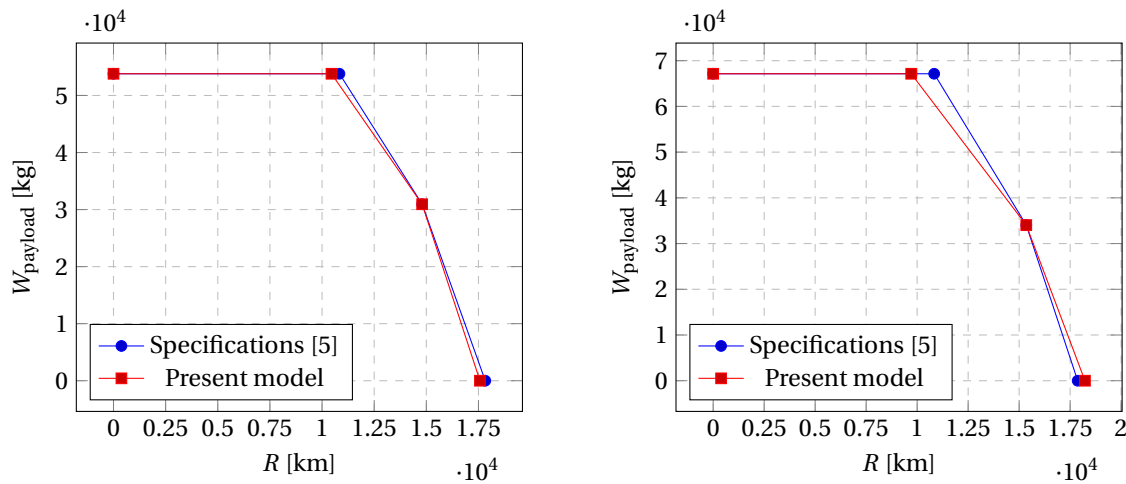 ·10^4
5
4
3
2
1
0
W_payload [kg]
Specifications [5]
Present model
0 0.25 0.5 0.75 1 1.25 1.5 1.75
R [km]
·10^4
·10^4
7
6
5
4
3
2
1
0
W_payload [kg]
Specifications [5]
Present model
0 0.25 0.5 0.75 1 1.25 1.5 1.75 2
R [km]
·10^4